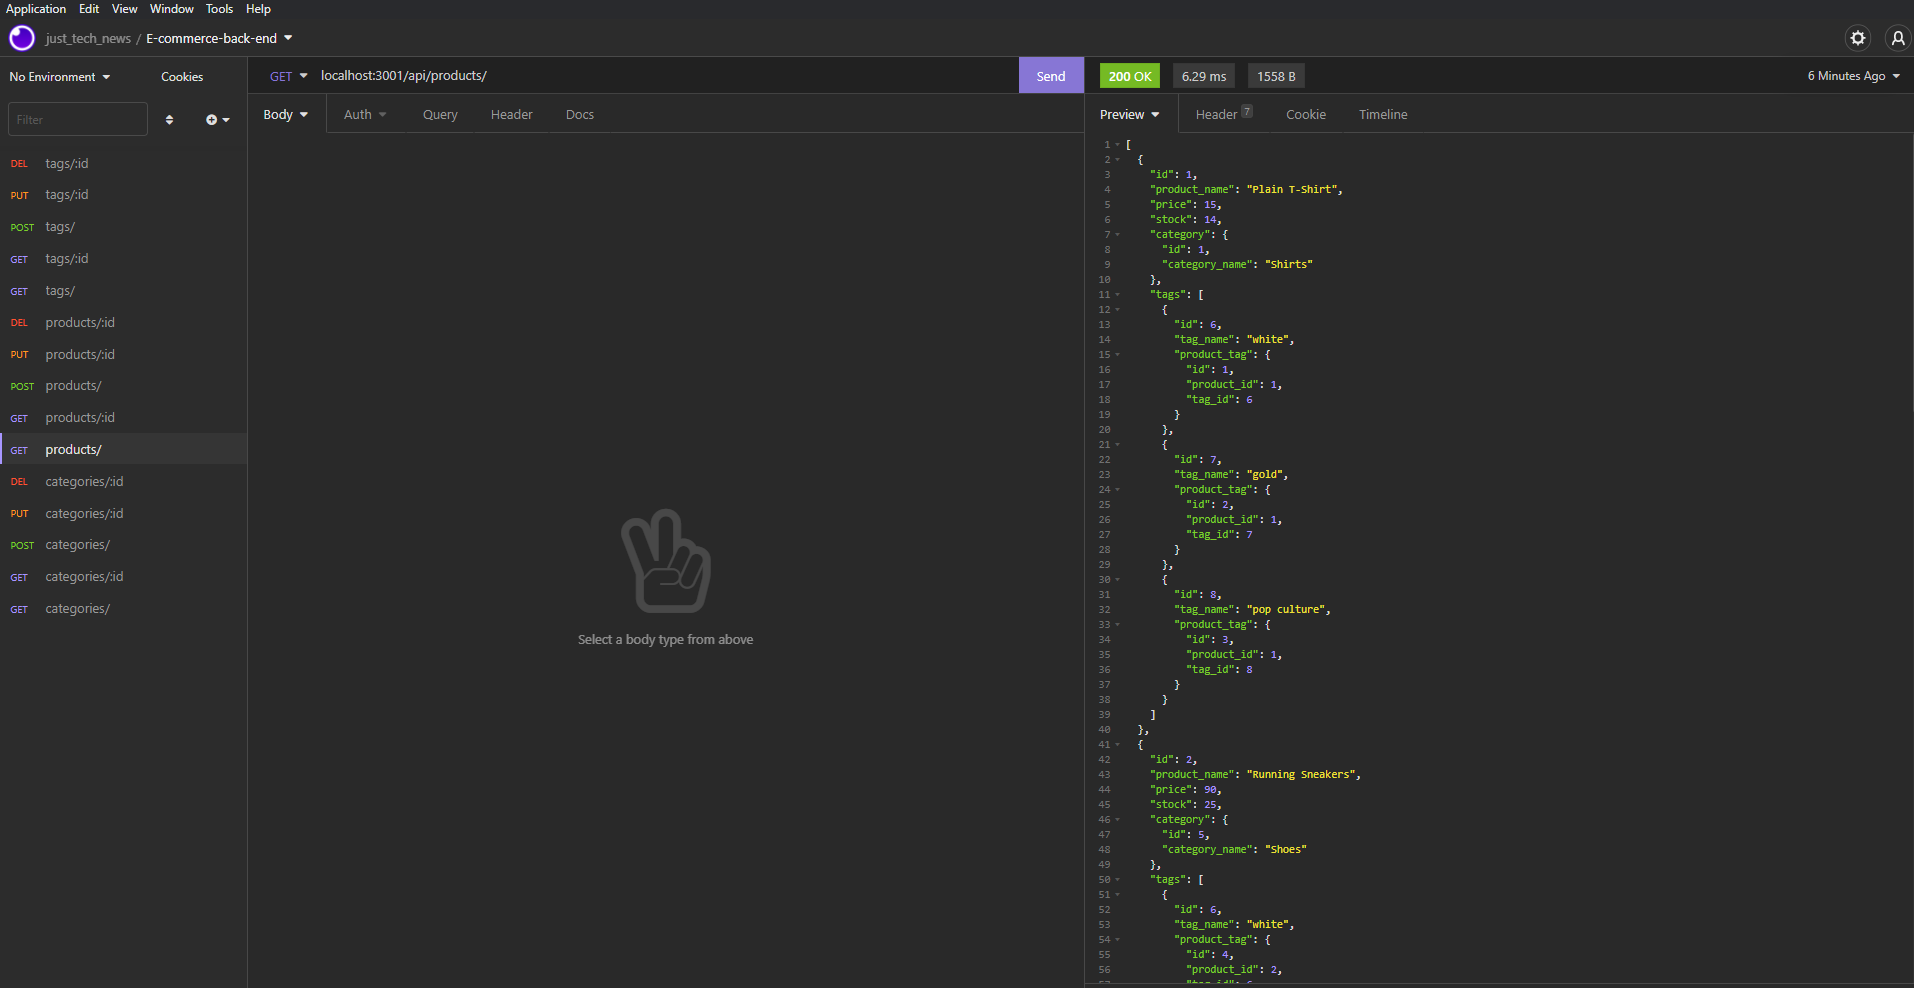 Application Edit View Window Tools Help
just_tech_news / E-commerce-back-end
No Environment Cookies
Filter
DEL tags/:id
PUT tags/:id
POST tags/
GET tags/:id
GET tags/
DEL products/:id
PUT products/:id
POST products/
GET products/:id
GET products/
DEL categories/:id
PUT categories/:id
POST categories/
GET categories/:id
GET categories/
GET localhost:3001/api/products/ Send
Body Auth Query Header Docs
Select a body type from above
200 OK 6.29 ms 1558 B 6 Minutes Ago
Preview Header 7 Cookie Timeline
1 [
2 {
3 "id": 1,
4 "product_name": "Plain T-Shirt",
5 "price": 15,
6 "stock": 14,
7 "category": {
8 "id": 1,
9 "category_name": "Shirts"
10 },
11 "tags": [
12 {
13 "id": 6,
14 "tag_name": "white",
15 "product_tag": {
16 "id": 1,
17 "product_id": 1,
18 "tag_id": 6
19 }
20 },
21 {
22 "id": 7,
23 "tag_name": "gold",
24 "product_tag": {
25 "id": 2,
26 "product_id": 1,
27 "tag_id": 7
28 }
29 },
30 {
31 "id": 8,
32 "tag_name": "pop culture",
33 "product_tag": {
34 "id": 3,
35 "product_id": 1,
36 "tag_id": 8
37 }
38 }
39 ]
40 },
41 {
42 "id": 2,
43 "product_name": "Running Sneakers",
44 "price": 90,
45 "stock": 25,
46 "category": {
47 "id": 5,
48 "category_name": "Shoes"
49 },
50 "tags": [
51 {
52 "id": 6,
53 "tag_name": "white",
54 "product_tag": {
55 "id": 4,
56 "product_id": 2,